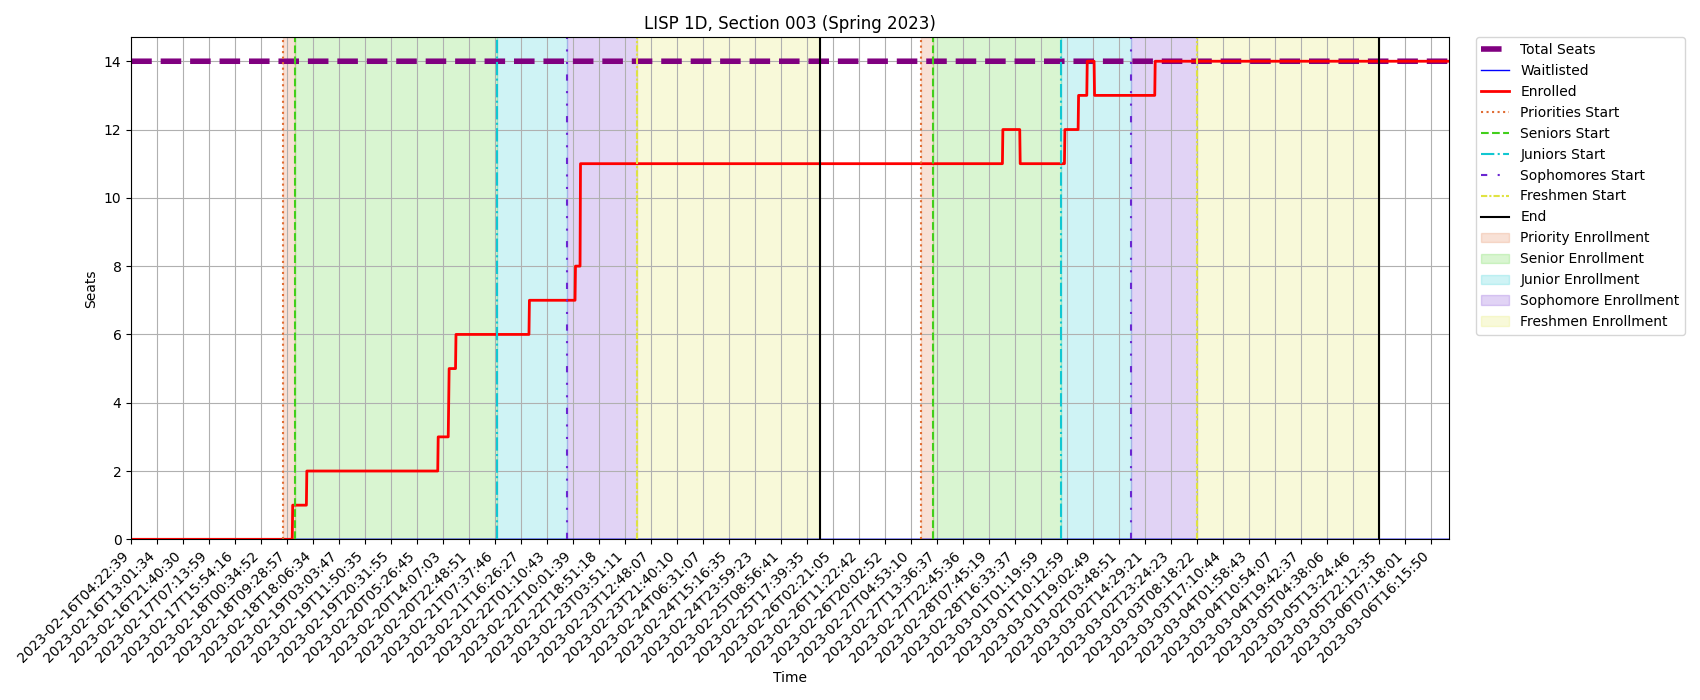 LISP 1D, Section 003 (Spring 2023)
Seats
14
12
10
8
6
4
2
0
2023-02-16T04:22:39
2023-02-16T13:01:34
2023-02-16T21:40:30
2023-02-17T07:13:59
2023-02-17T15:54:16
2023-02-18T00:34:52
2023-02-18T09:28:57
2023-02-18T18:06:34
2023-02-19T03:03:47
2023-02-19T11:50:35
2023-02-19T20:31:55
2023-02-20T05:26:45
2023-02-20T14:07:03
2023-02-20T22:48:51
2023-02-21T07:37:46
2023-02-21T16:26:27
2023-02-22T01:10:43
2023-02-22T10:01:39
2023-02-22T18:51:18
2023-02-23T03:51:11
2023-02-23T12:48:07
2023-02-23T21:40:10
2023-02-24T06:31:07
2023-02-24T15:16:35
2023-02-24T23:59:23
2023-02-25T08:56:41
2023-02-25T17:39:35
2023-02-26T02:21:05
2023-02-26T11:22:42
2023-02-26T20:02:52
2023-02-27T04:53:10
2023-02-27T13:36:37
2023-02-27T22:45:36
2023-02-28T07:45:19
2023-02-28T16:33:37
2023-03-01T01:19:59
2023-03-01T10:12:59
2023-03-01T19:02:49
2023-03-02T03:48:51
2023-03-02T14:29:21
2023-03-02T23:24:23
2023-03-03T08:18:22
2023-03-03T17:10:44
2023-03-04T01:58:43
2023-03-04T10:54:07
2023-03-04T19:42:37
2023-03-05T04:38:06
2023-03-05T13:24:46
2023-03-05T22:12:35
2023-03-06T07:18:01
2023-03-06T16:15:50
Time
Total Seats
Waitlisted
Enrolled
Priorities Start
Seniors Start
Juniors Start
Sophomores Start
Freshmen Start
End
Priority Enrollment
Senior Enrollment
Junior Enrollment
Sophomore Enrollment
Freshmen Enrollment